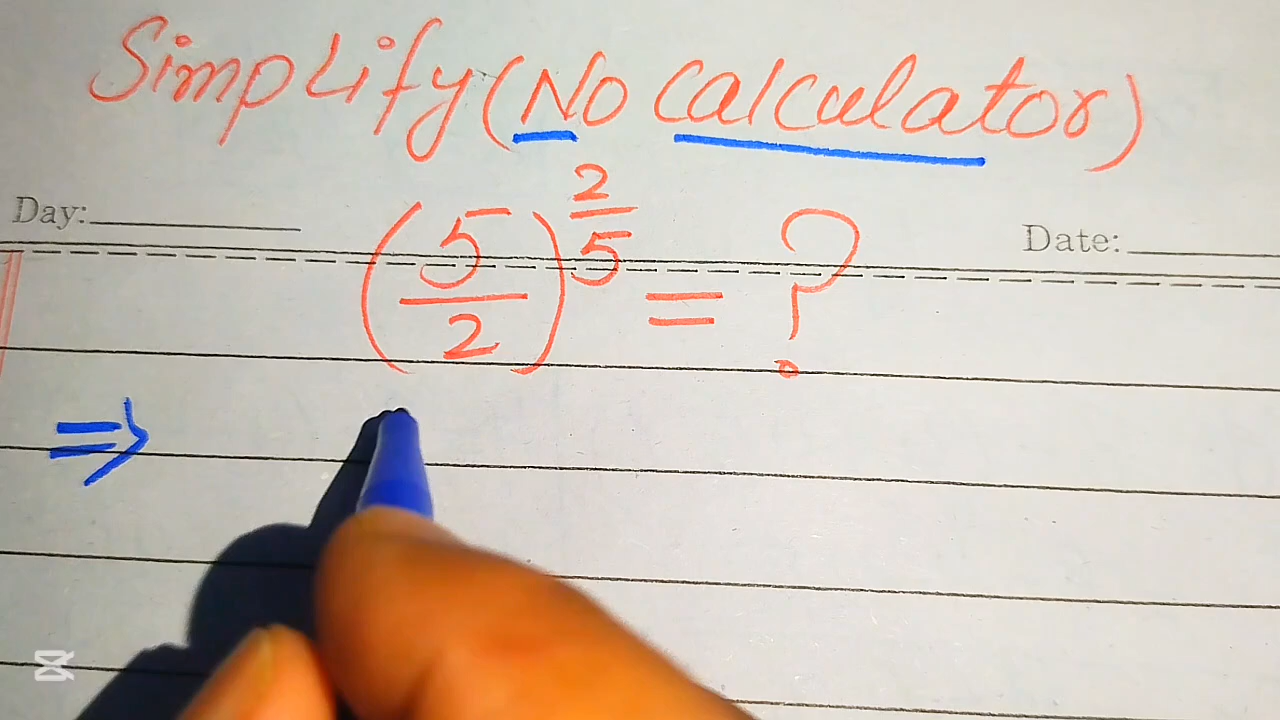 Simplify (No Calculator)
Day: Date:
(5/2)^2/5 = ?
⇒